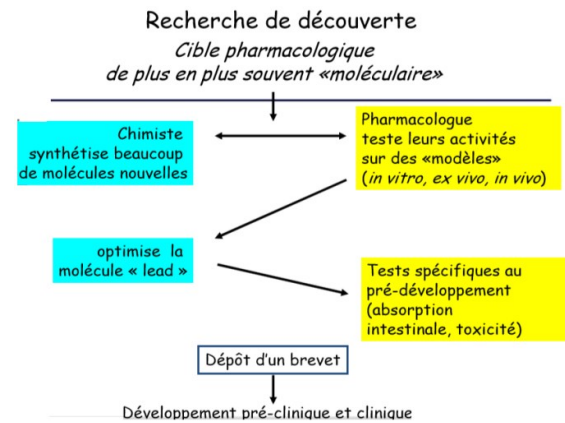 Recherche de découverte
Cible pharmacologique
de plus en plus souvent «moléculaire»
Chimiste
synthétise beaucoup
de molécules nouvelles
Pharmacologue
teste leurs activités
sur des «modèles»
(in vitro, ex vivo, in vivo)
optimise la
molécule « lead »
Tests spécifiques au
pré-développement
(absorption
intestinale, toxicité)
Dépôt d'un brevet
Développement pré-clinique et clinique